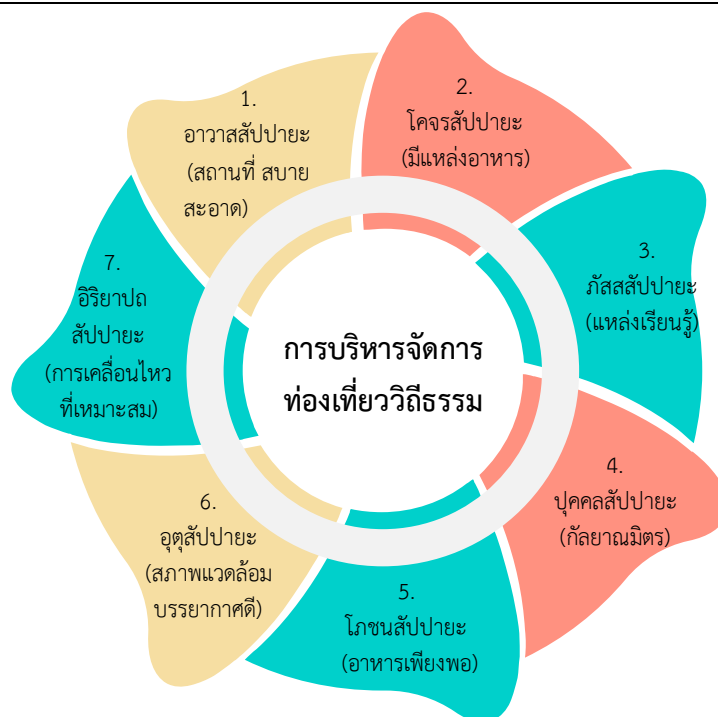 1.
อาวาสสัปปายะ
(สถานที่ สบาย
สะอาด)
2.
โคจรสัปปายะ
(มีแหล่งอาหาร)
3.
ภัสสสัปปายะ
(แหล่งเรียนรู้)
4.
ปุคคลสัปปายะ
(กัลยาณมิตร)
5.
โภชนสัปปายะ
(อาหารเพียงพอ)
6.
อุตุสัปปายะ
(สภาพแวดล้อม
บรรยากาศดี)
7.
อิริยาปถ
สัปปายะ
(การเคลื่อนไหว
ที่เหมาะสม)
การบริหารจัดการ
ท่องเที่ยววิถีธรรม